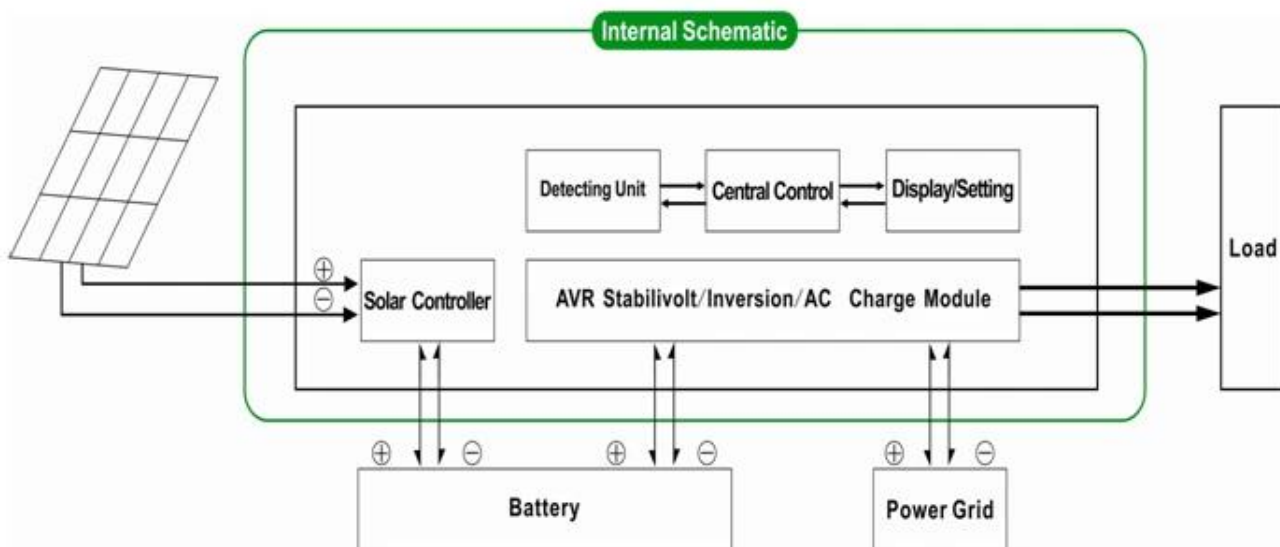 Internal Schematic
Detecting Unit
Central Control
Display/Setting
Load
⊕
⊖
Solar Controller
AVR Stabilivolt/Inversion/AC Charge Module
⊕ ⊖ ⊕ ⊖ ⊕ ⊖
Battery
Power Grid